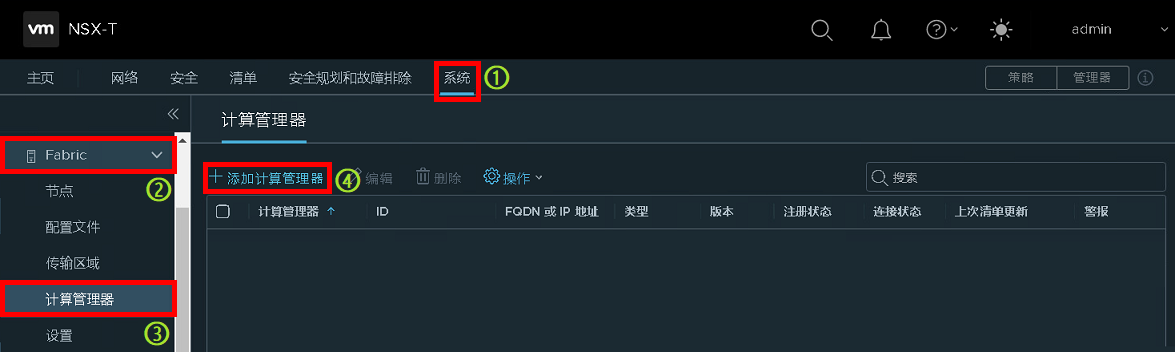 vm NSX-T admin
主页 网络 安全 清单 安全规划和故障排除 系统 ① 策略 管理器
计算管理器
Fabric
②
节点
配置文件
传输区域
计算管理器
③
设置
添加计算管理器 ④ 编辑 删除 操作 搜索
计算管理器 ID FQDN 或 IP 地址 类型 版本 注册状态 连接状态 上次清单更新 警报